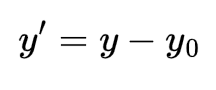 y′ = y − y₀